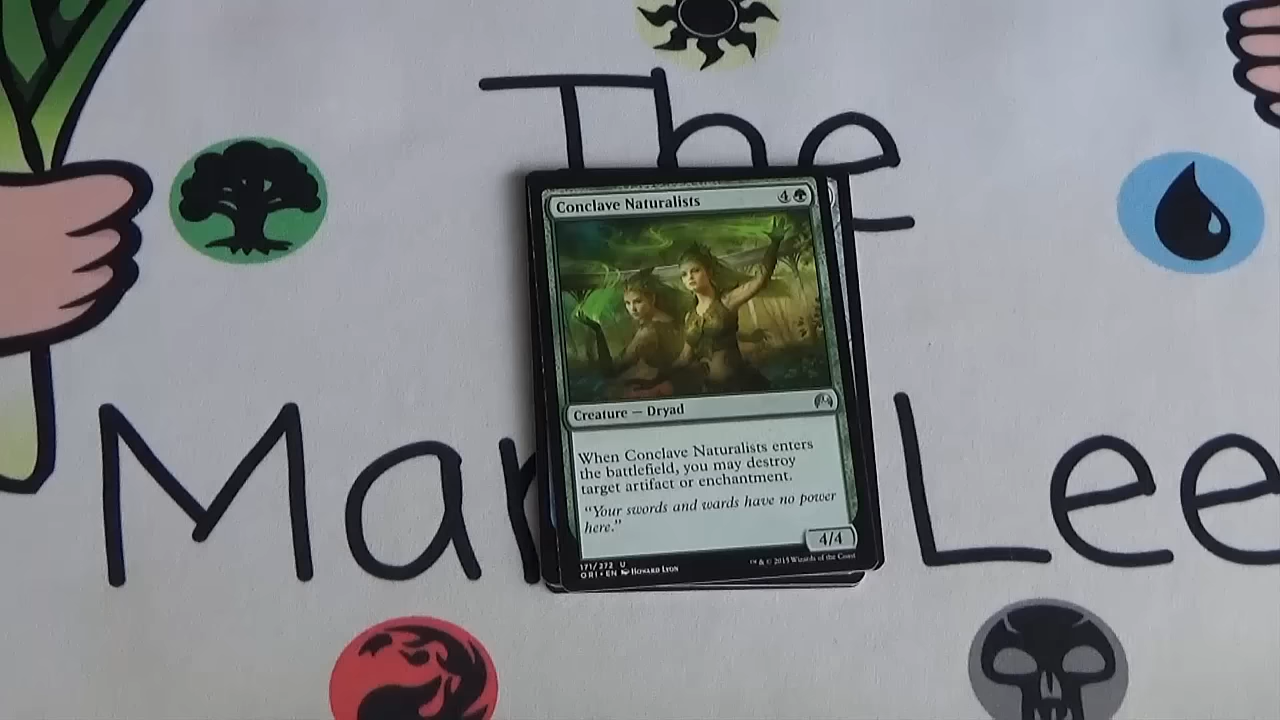 The
Conclave Naturalists 4
Creature — Dryad
When Conclave Naturalists enters
the battlefield, you may destroy
target artifact or enchantment.
"Your swords and wards have no power
here."
4/4
171/272 U
ORI • EN Howard Lyon
™ & © 2015 Wizards of the Coast
Man Lee